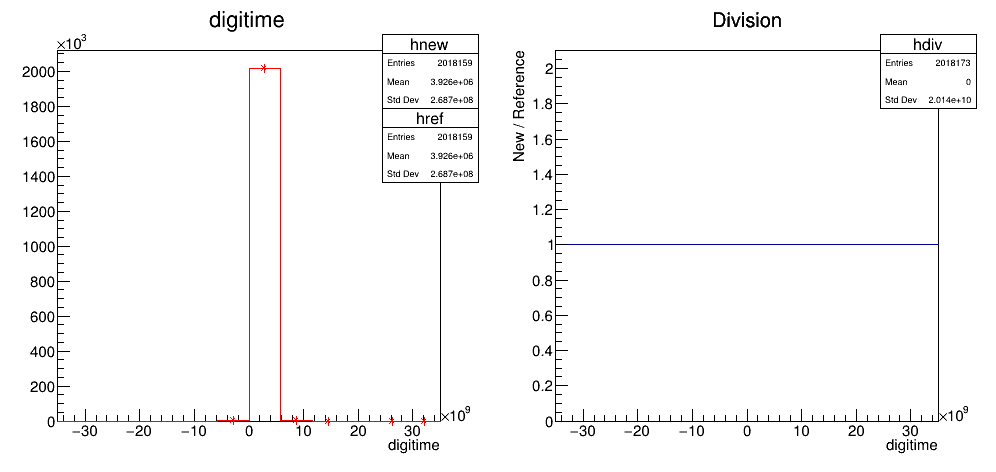 digitime
×10³
hnew
Entries 2018159
Mean 3.926e+06
Std Dev 2.687e+08
href
Entries 2018159
Mean 3.926e+06
Std Dev 2.687e+08
2000
1800
1600
1400
1200
1000
800
600
400
200
0
−30 −20 −10 0 10 20 30
×10⁹
digitime
Division
hdiv
Entries 2018173
Mean 0
Std Dev 2.014e+10
New / Reference
2
1.8
1.6
1.4
1.2
1
0.8
0.6
0.4
0.2
0
−30 −20 −10 0 10 20 30
×10⁹
digitime